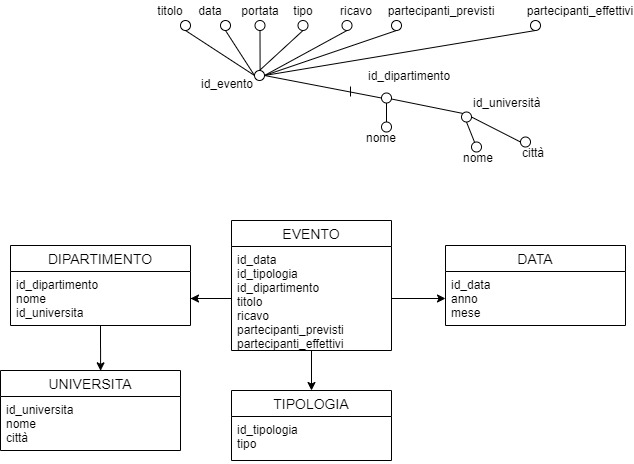 titolo data portata tipo ricavo partecipanti_previsti partecipanti_effettivi
id_evento
id_dipartimento
id_università
nome
nome
città
EVENTO
id_data
id_tipologia
id_dipartimento
titolo
ricavo
partecipanti_previsti
partecipanti_effettivi
DIPARTIMENTO
id_dipartimento
nome
id_universita
DATA
id_data
anno
mese
UNIVERSITA
id_universita
nome
città
TIPOLOGIA
id_tipologia
tipo